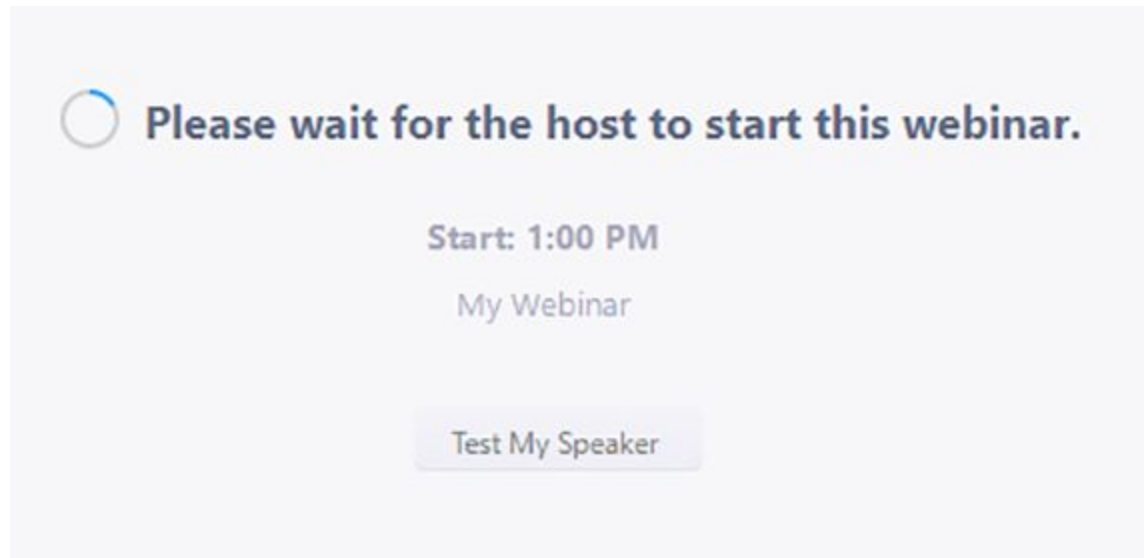 Please wait for the host to start this webinar.
Start: 1:00 PM
My Webinar
Test My Speaker